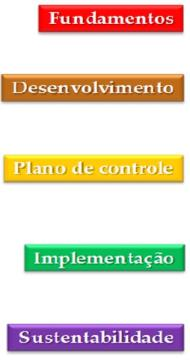 Fundamentos
Desenvolvimento
Plano de controle
Implementação
Sustentabilidade